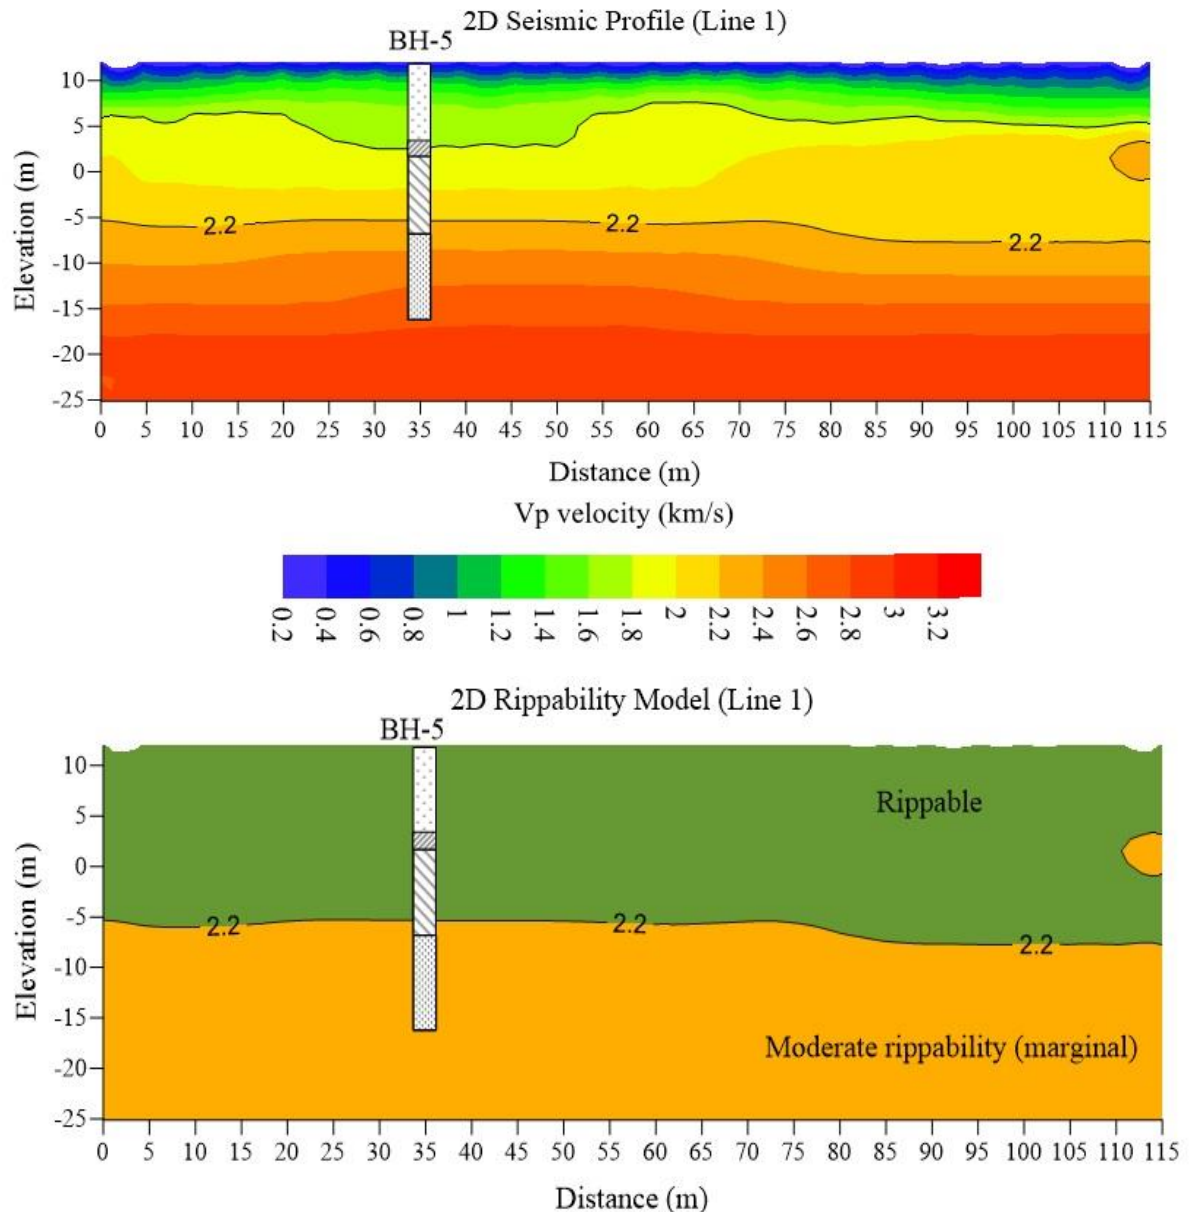 2D Seismic Profile (Line 1)
BH-5
Elevation (m)
10
5
0
-5
-10
-15
-20
-25
2.2 2.2 2.2
0 5 10 15 20 25 30 35 40 45 50 55 60 65 70 75 80 85 90 95 100 105 110 115
Distance (m)
Vp velocity (km/s)
0.2 0.4 0.6 0.8 1 1.2 1.4 1.6 1.8 2 2.2 2.4 2.6 2.8 3 3.2
2D Rippability Model (Line 1)
BH-5
Elevation (m)
10
5
0
-5
-10
-15
-20
-25
Rippable
2.2 2.2 2.2
Moderate rippability (marginal)
0 5 10 15 20 25 30 35 40 45 50 55 60 65 70 75 80 85 90 95 100 105 110 115
Distance (m)